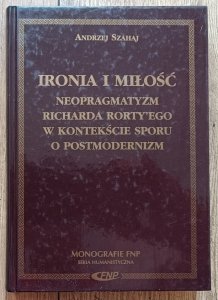 ANDRZEJ SZAHAJ
IRONIA I MIŁOŚĆ
NEOPRAGMATYZM
RICHARDA RORTY'EGO
W KONTEKŚCIE SPORU
O POSTMODERNIZM
MONOGRAFIE FNP
SERIA HUMANISTYCZNA
FNP